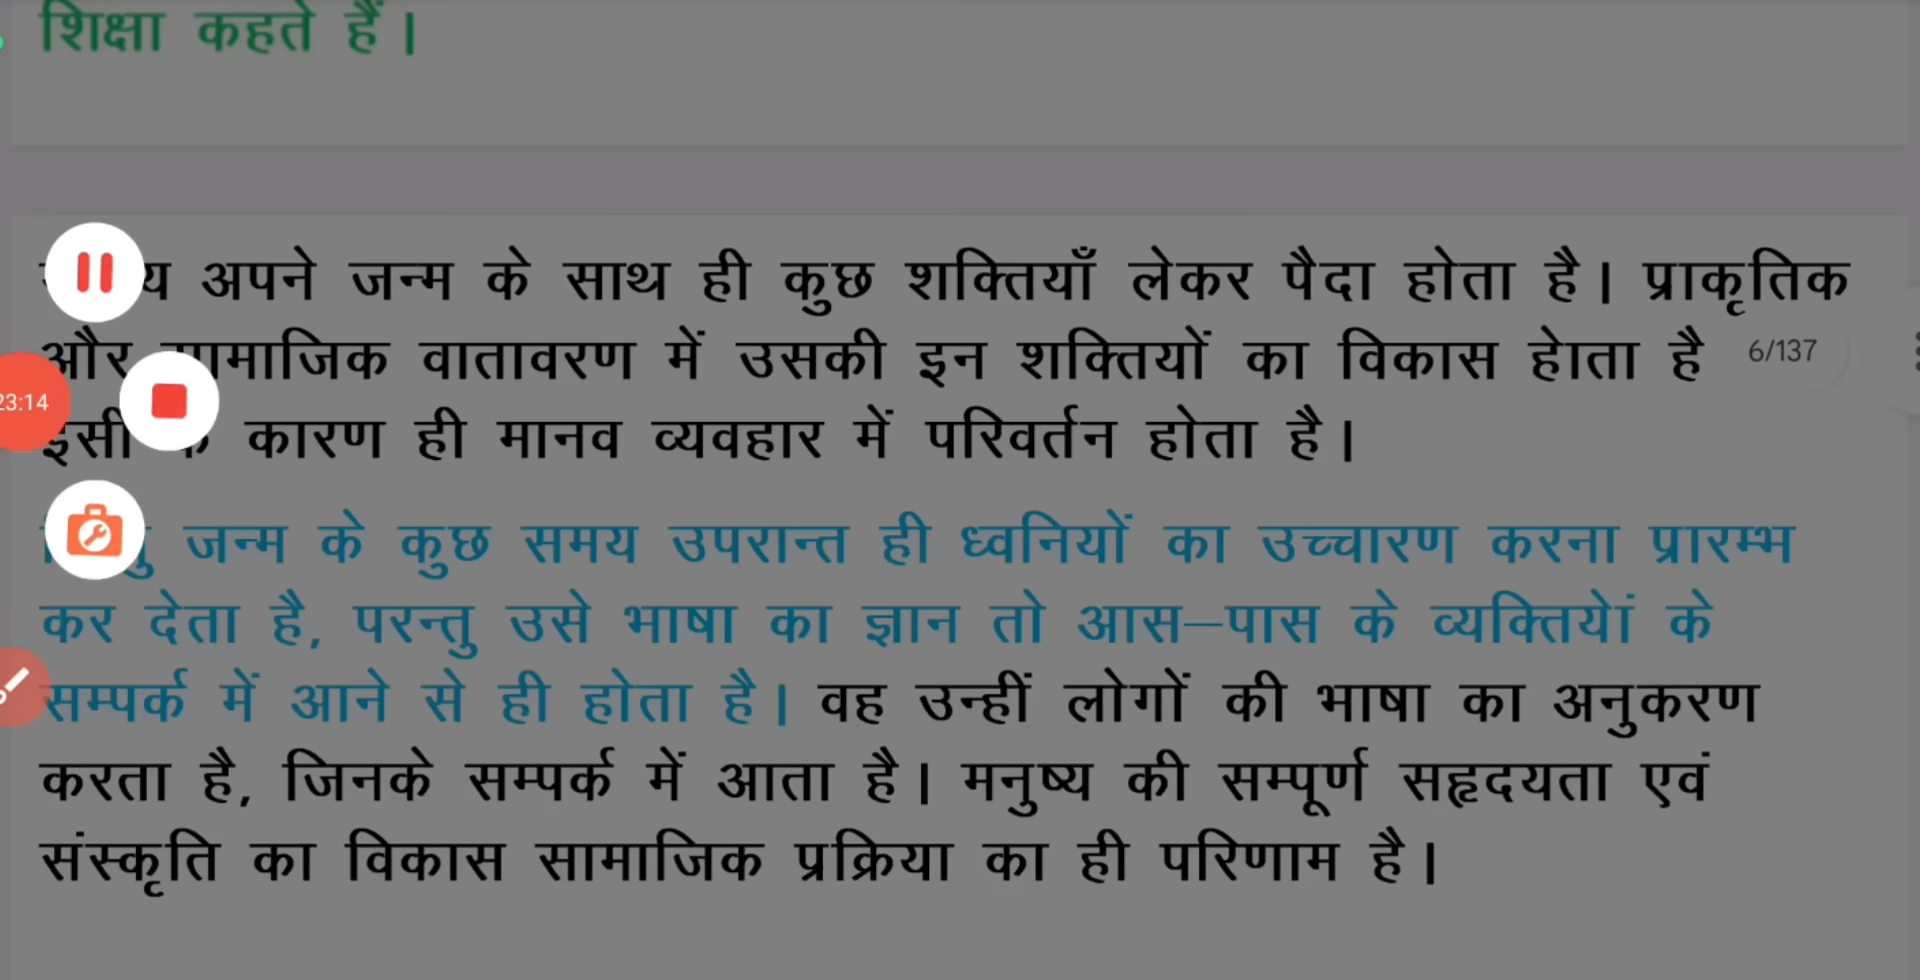 शिक्षा कहते हैं।
अपने जन्म के साथ ही कुछ शक्तियाँ लेकर पैदा होता है। प्राकृतिक
और सामाजिक वातावरण में उसकी इन शक्तियों का विकास हेाता है
6/137
23:14
इसी के कारण ही मानव व्यवहार में परिवर्तन होता है।
जन्म के कुछ समय उपरान्त ही ध्वनियों का उच्चारण करना प्रारम्भ
कर देता है, परन्तु उसे भाषा का ज्ञान तो आस–पास के व्यक्तियेां के
सम्पर्क में आने से ही होता है। वह उन्हीं लोगों की भाषा का अनुकरण
करता है, जिनके सम्पर्क में आता है। मनुष्य की सम्पूर्ण सहृदयता एवं
संस्कृति का विकास सामाजिक प्रक्रिया का ही परिणाम है।